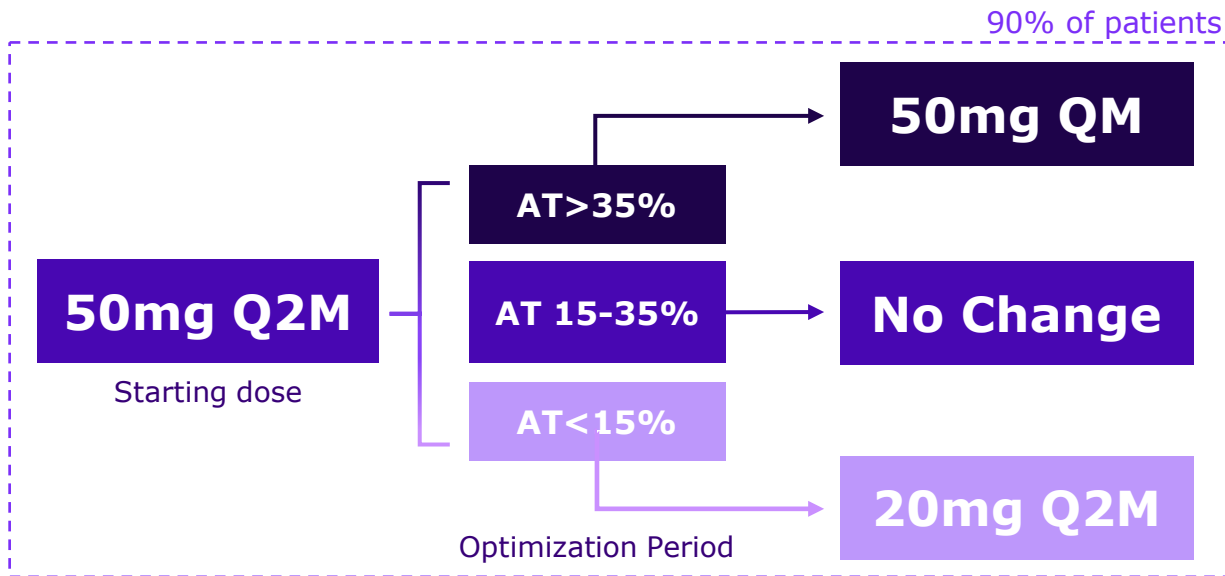 90% of patients
50mg Q2M
Starting dose
AT>35%
AT 15-35%
AT<15%
Optimization Period
50mg QM
No Change
20mg Q2M